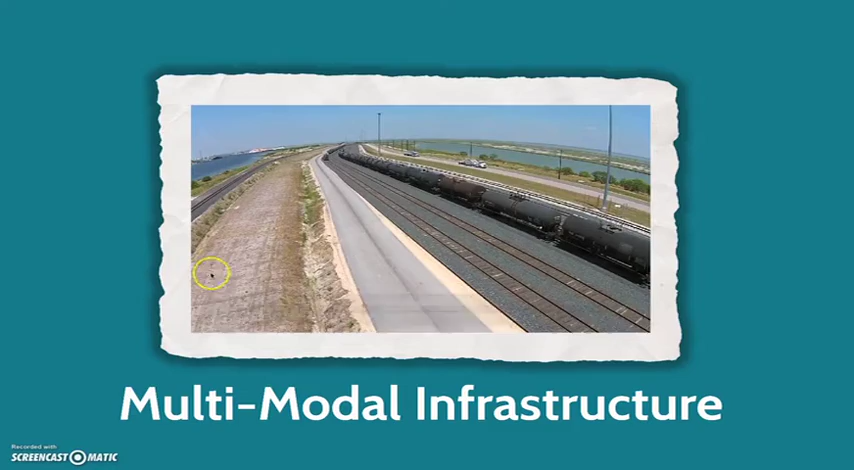 Multi-Modal Infrastructure
Recorded with
SCREENCAST MATIC